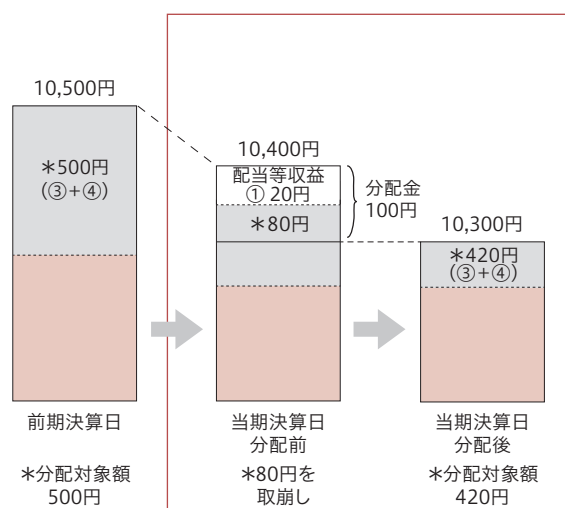 10,500円
＊500円
(③+④)
前期決算日
＊分配対象額
500円
10,400円
配当等収益
① 20円
＊80円
分配金
100円
当期決算日
分配前
＊80円を
取崩し
10,300円
＊420円
(③+④)
当期決算日
分配後
＊分配対象額
420円